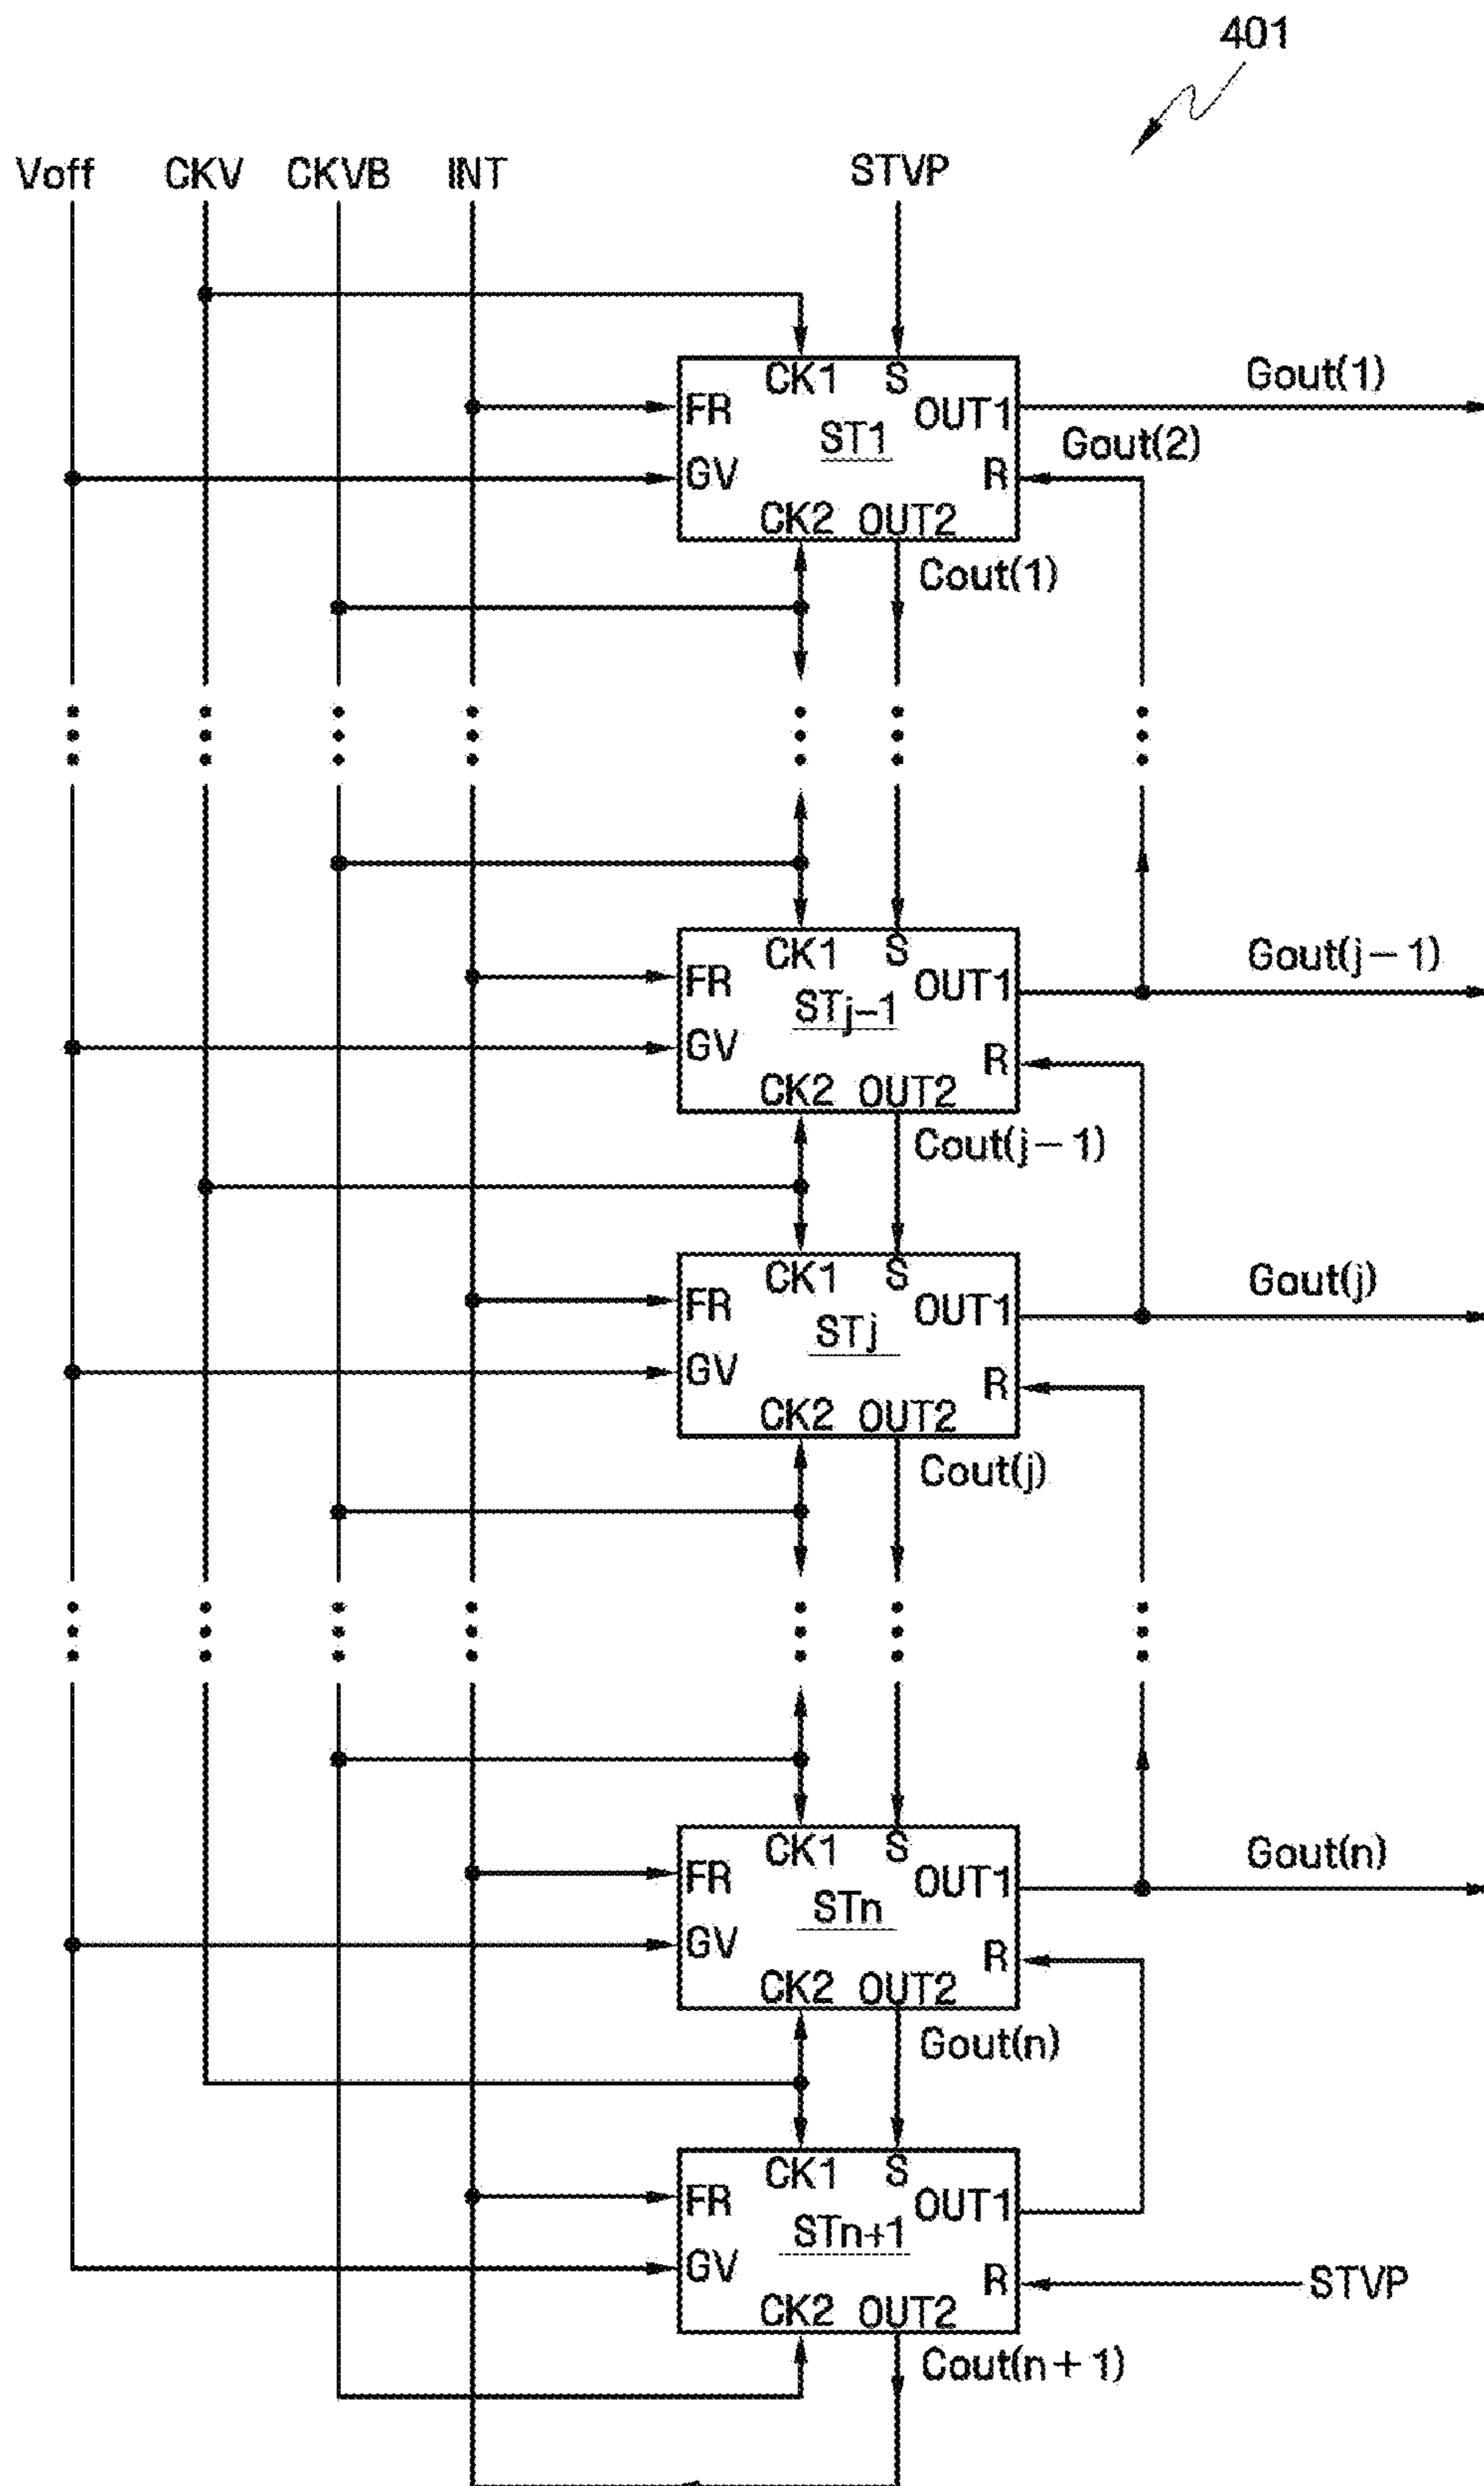 401
Voff CKV CKVB INT STVP
CK1 S
FR OUT1 Gout(1)
ST1 Gout(2)
GV R
CK2 OUT2
Cout(1)
CK1 S
FR OUT1 Gout(j-1)
STj-1
GV R
CK2 OUT2
Cout(j-1)
CK1 S
FR OUT1 Gout(j)
STj
GV R
CK2 OUT2
Cout(j)
CK1 S
FR OUT1 Gout(n)
STn
GV R
CK2 OUT2
Gout(n)
CK1 S
FR OUT1
STn+1
GV R STVP
CK2 OUT2
Cout(n+1)